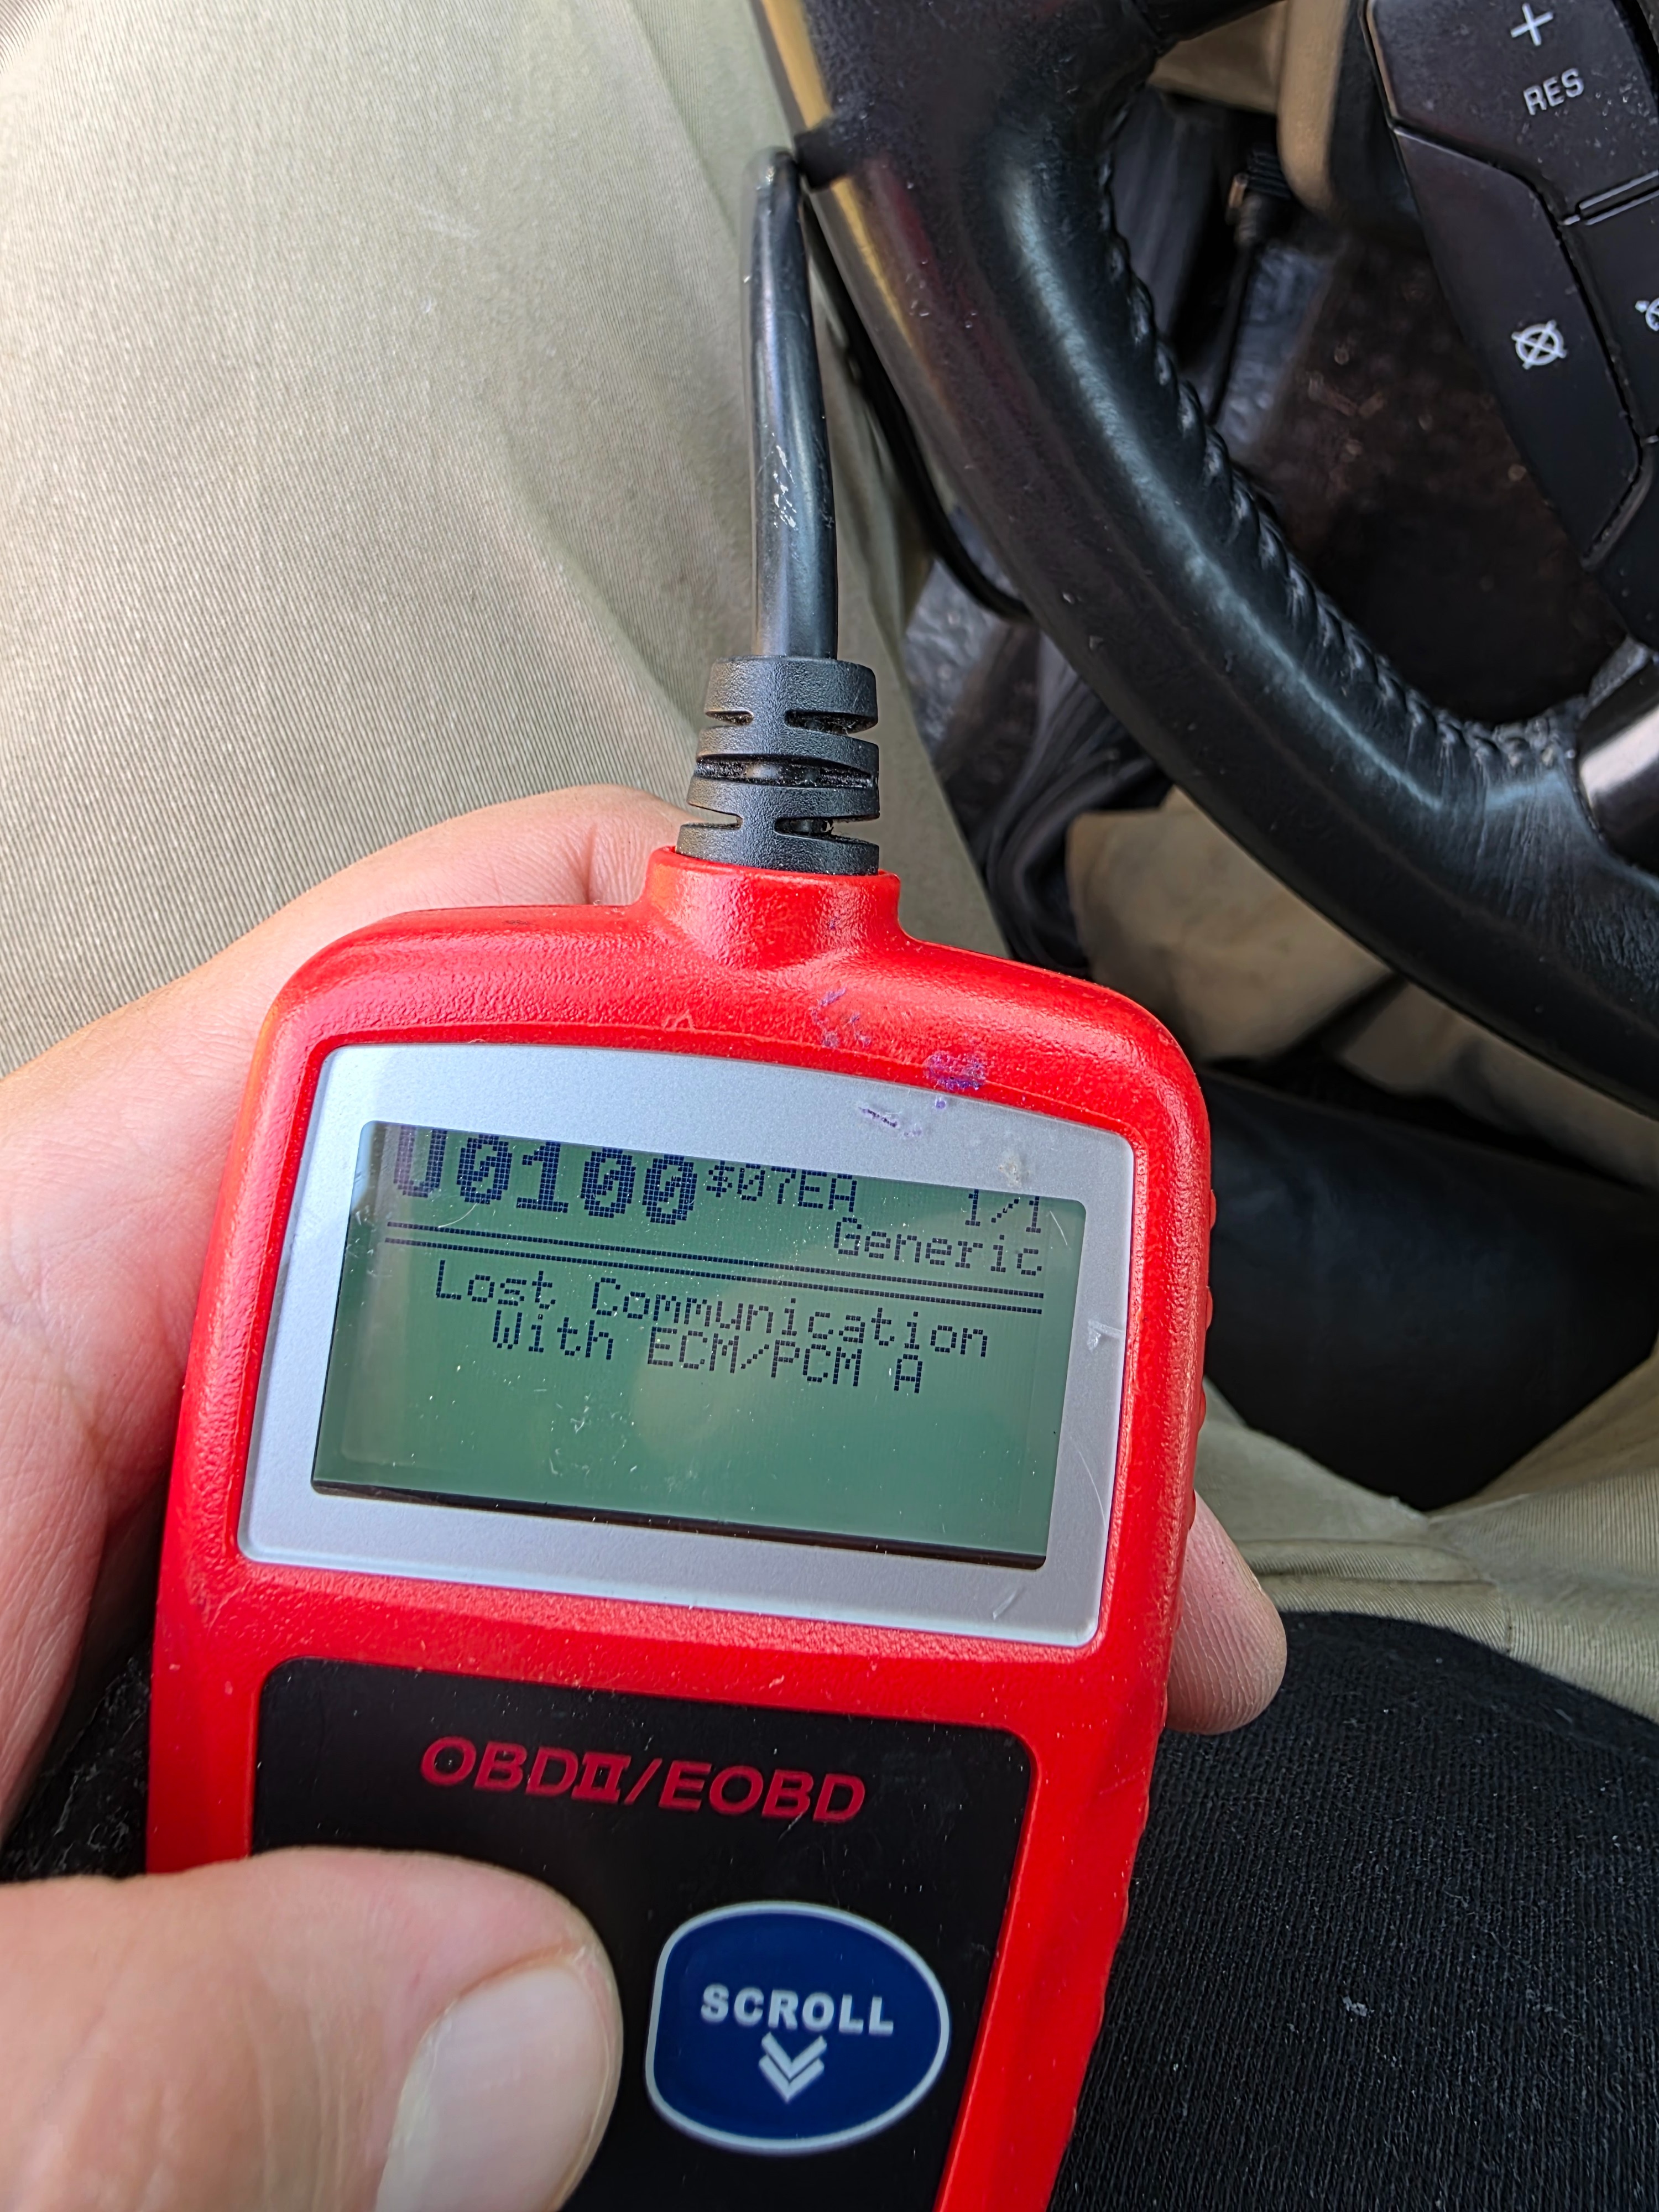 +
RES
U0100 $07EA 1/1
Generic
Lost Communication
With ECM/PCM A
OBDII/EOBD
SCROLL